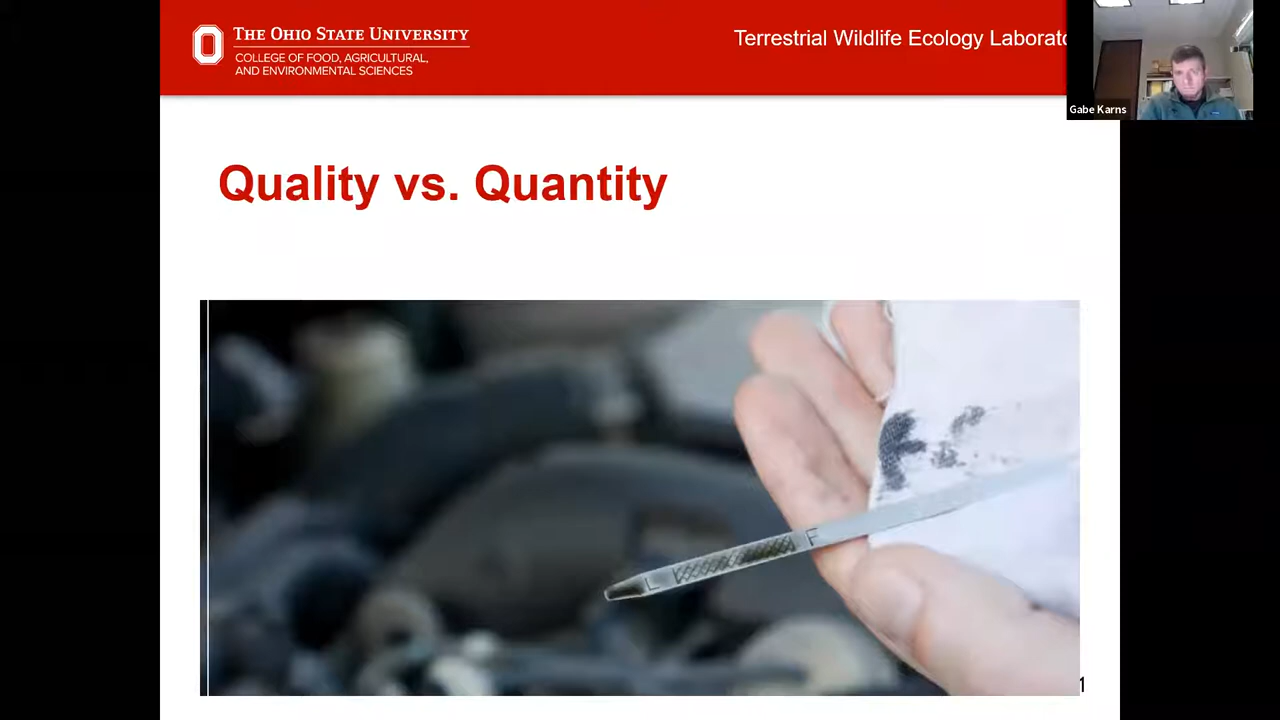 THE OHIO STATE UNIVERSITY
COLLEGE OF FOOD, AGRICULTURAL,
AND ENVIRONMENTAL SCIENCES
Terrestrial Wildlife Ecology
Gabe Karns
Quality vs. Quantity
F
L
1